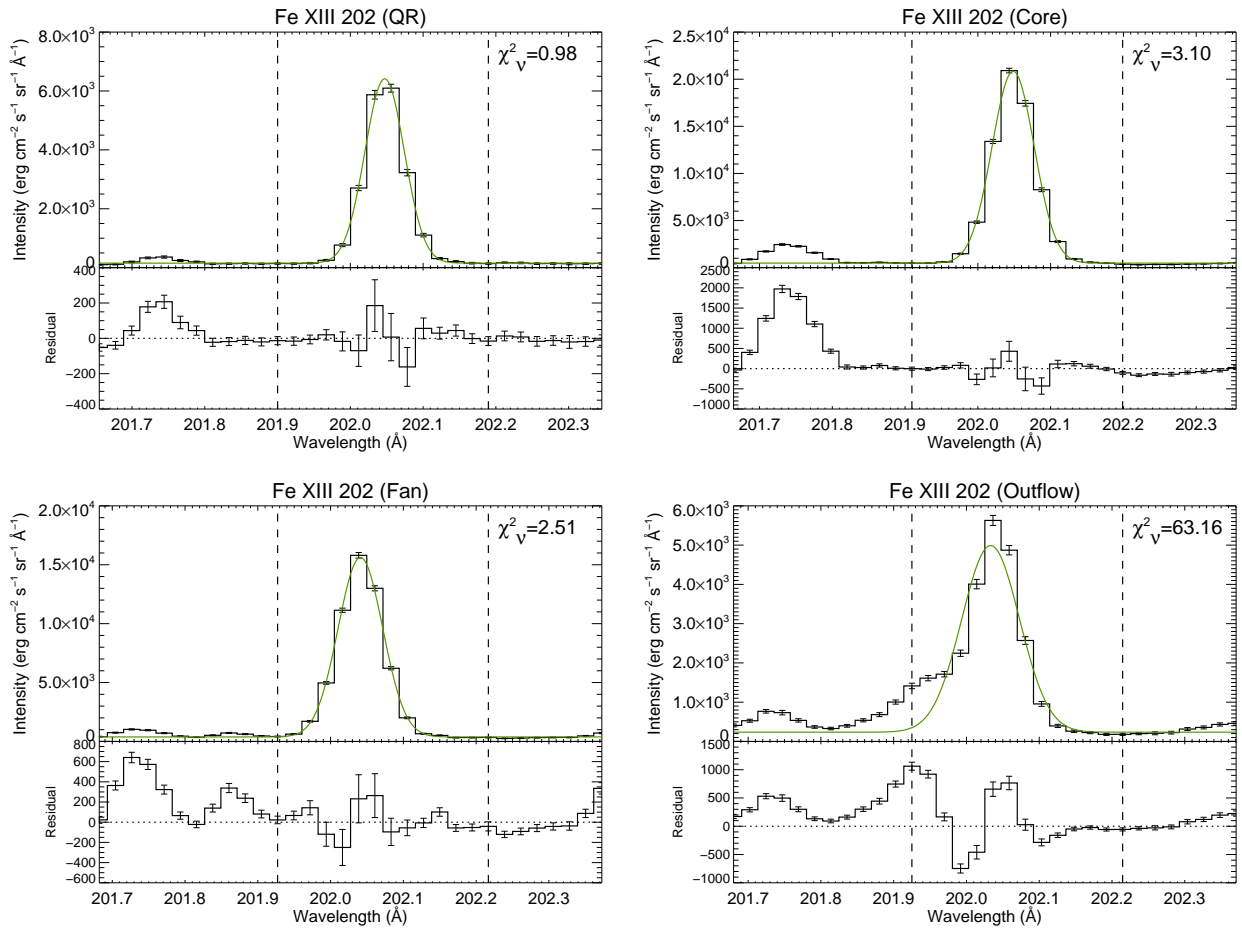 Fe XIII 202 (QR)
χ²ᵥ=0.98
Intensity (erg cm⁻² s⁻¹ sr⁻¹ Å⁻¹)
8.0×10³
6.0×10³
4.0×10³
2.0×10³
0
Residual
400
200
0
−200
−400
201.7 201.8 201.9 202.0 202.1 202.2 202.3
Wavelength (Å)
Fe XIII 202 (Core)
χ²ᵥ=3.10
Intensity (erg cm⁻² s⁻¹ sr⁻¹ Å⁻¹)
2.5×10⁴
2.0×10⁴
1.5×10⁴
1.0×10⁴
5.0×10³
0
Residual
2500
2000
1500
1000
500
0
−500
−1000
201.7 201.8 201.9 202.0 202.1 202.2 202.3
Wavelength (Å)
Fe XIII 202 (Fan)
χ²ᵥ=2.51
Intensity (erg cm⁻² s⁻¹ sr⁻¹ Å⁻¹)
2.0×10⁴
1.5×10⁴
1.0×10⁴
5.0×10³
0
Residual
800
600
400
200
0
−200
−400
−600
201.7 201.8 201.9 202.0 202.1 202.2 202.3
Wavelength (Å)
Fe XIII 202 (Outflow)
χ²ᵥ=63.16
Intensity (erg cm⁻² s⁻¹ sr⁻¹ Å⁻¹)
6.0×10³
5.0×10³
4.0×10³
3.0×10³
2.0×10³
1.0×10³
0
Residual
1500
1000
500
0
−500
−1000
201.7 201.8 201.9 202.0 202.1 202.2 202.3
Wavelength (Å)